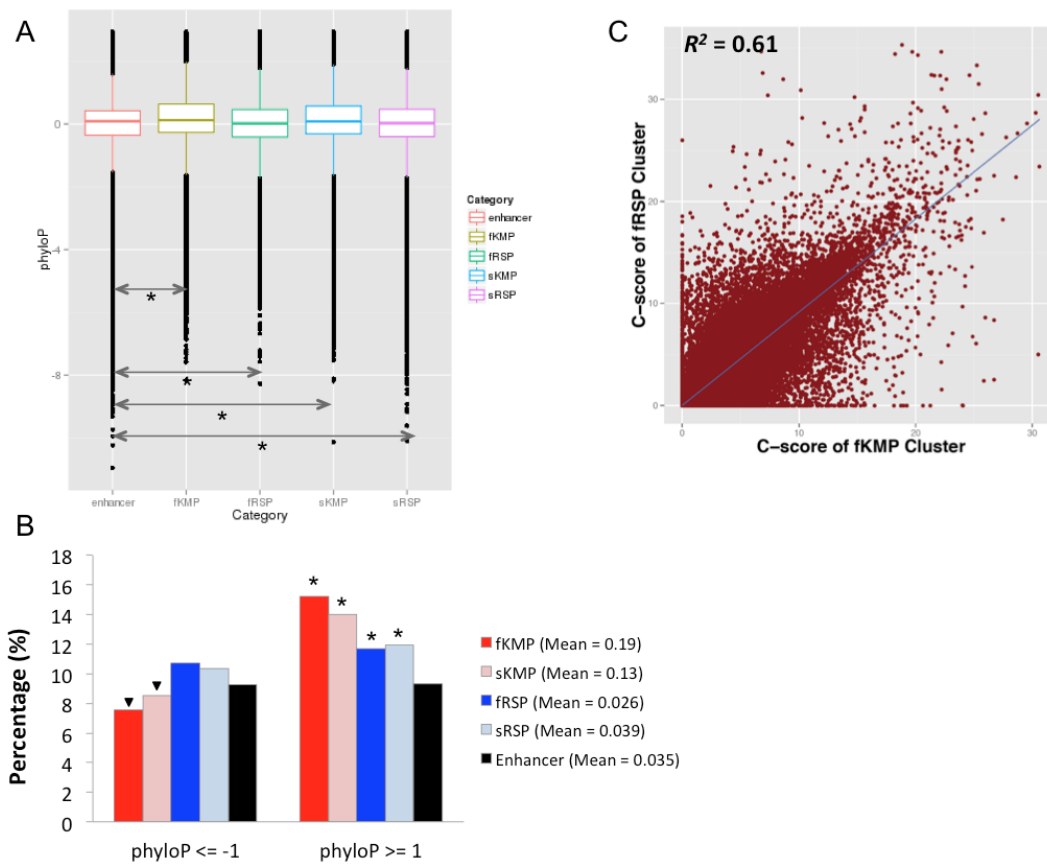 A
phyloP
0
-4
-8
*
*
*
*
enhancer fKMP fRSP sKMP sRSP
Category
Category
enhancer
fKMP
fRSP
sKMP
sRSP
C
R² = 0.61
C-score of fRSP Cluster
30
20
10
0
0 10 20 30
C-score of fKMP Cluster
B
Percentage (%)
18
16
14
12
10
8
6
4
2
0
* * * *
phyloP <= -1 phyloP >= 1
fKMP (Mean = 0.19)
sKMP (Mean = 0.13)
fRSP (Mean = 0.026)
sRSP (Mean = 0.039)
Enhancer (Mean = 0.035)